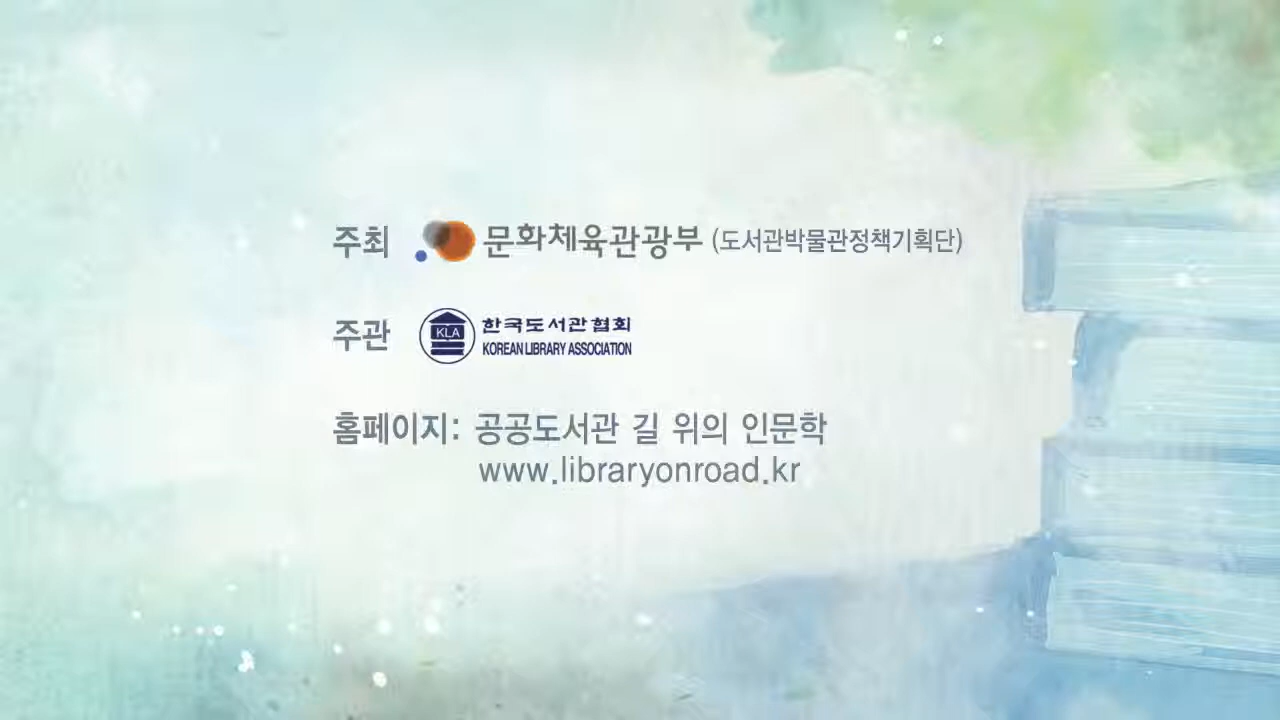 주최 문화체육관광부 (도서관박물관정책기획단)
주관 KLA 한국도서관협회
KOREAN LIBRARY ASSOCIATION
홈페이지: 공공도서관 길 위의 인문학
www.libraryonroad.kr